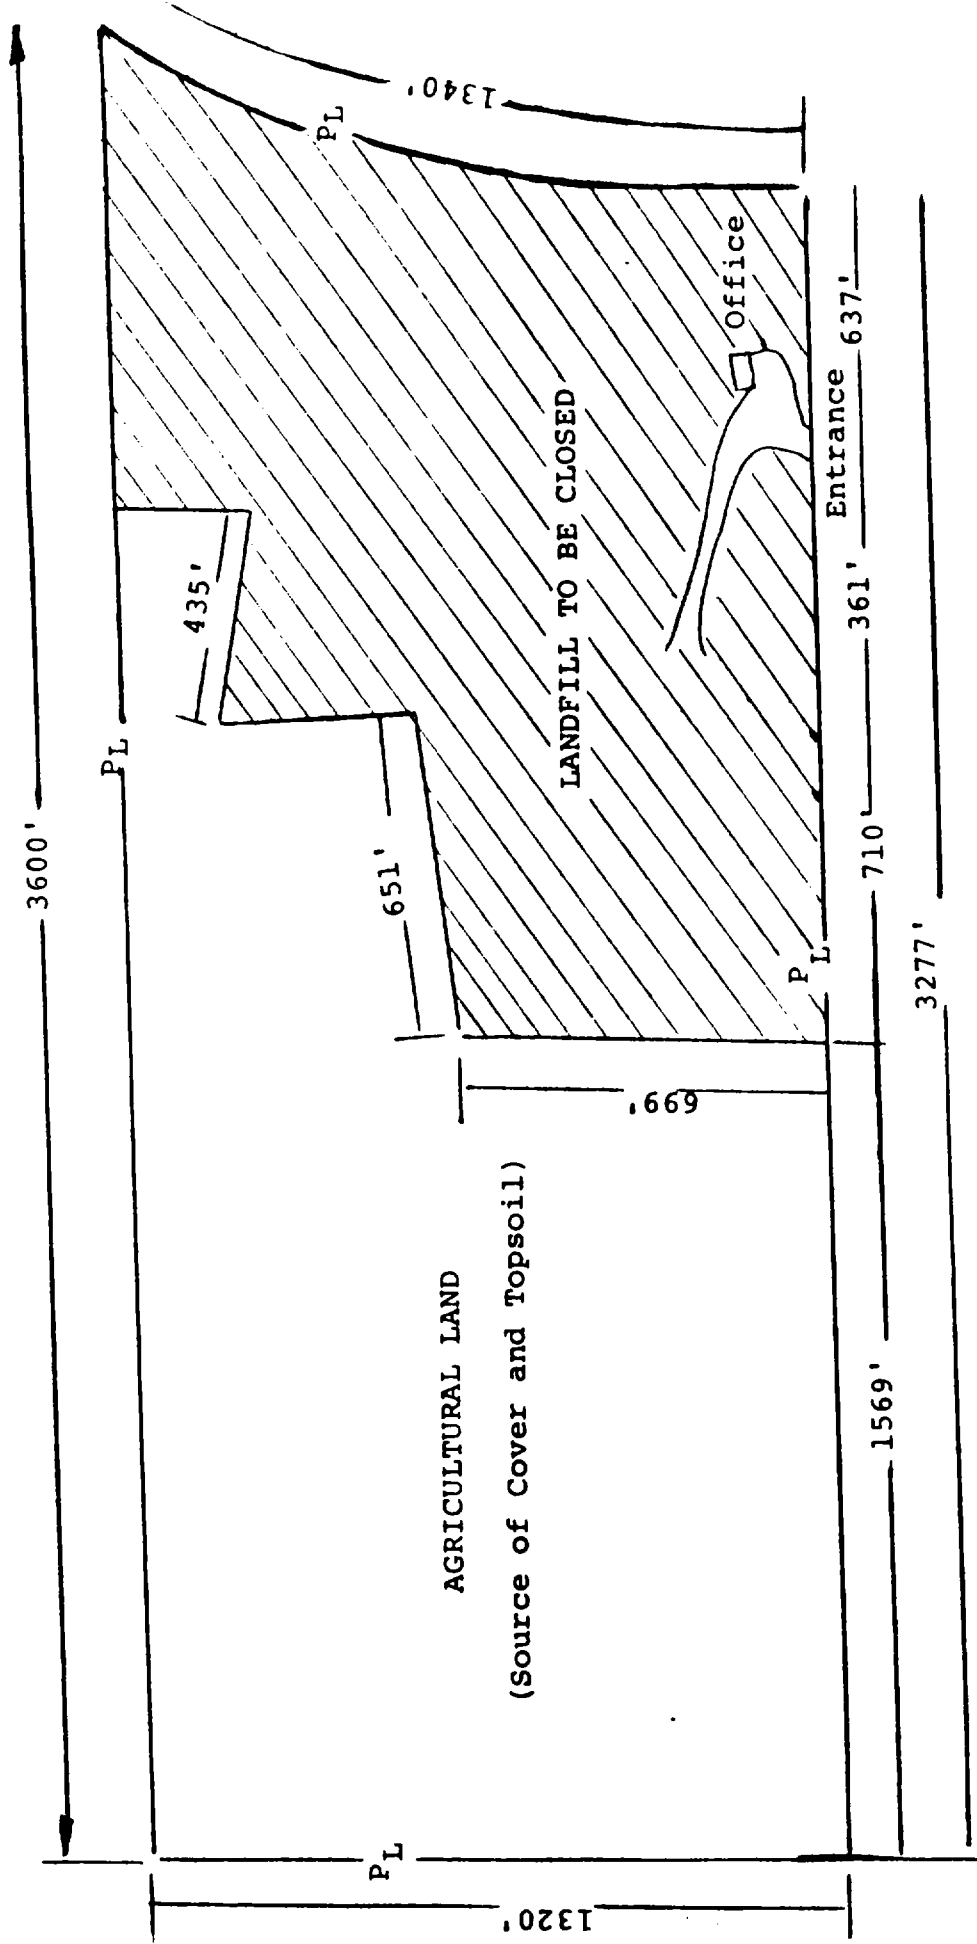 3600'
1340'
PL
PL
435'
Office
LANDFILL TO BE CLOSED
651'
Entrance
637'
361'
710'
PL
3277'
699'
AGRICULTURAL LAND
(Source of Cover and Topsoil)
1569'
PL
1320'